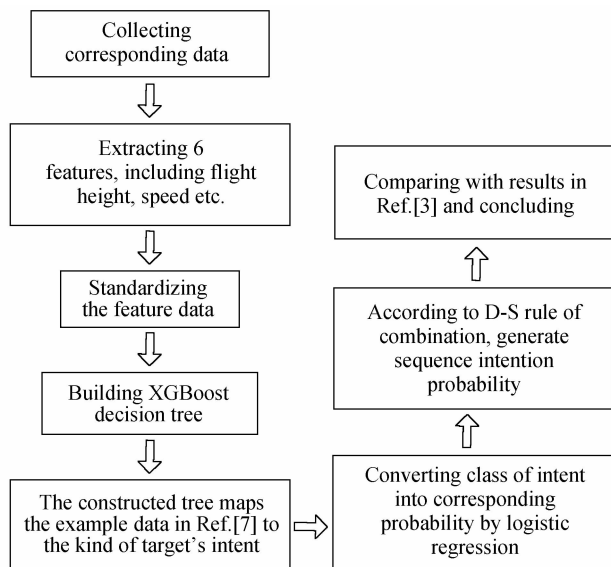 Collecting
corresponding data
Extracting 6
features, including flight
height, speed etc.
Standardizing
the feature data
Building XGBoost
decision tree
The constructed tree maps
the example data in Ref.[7] to
the kind of target's intent
Converting class of intent
into corresponding
probability by logistic
regression
According to D-S rule of
combination, generate
sequence intention
probability
Comparing with results in
Ref.[3] and concluding